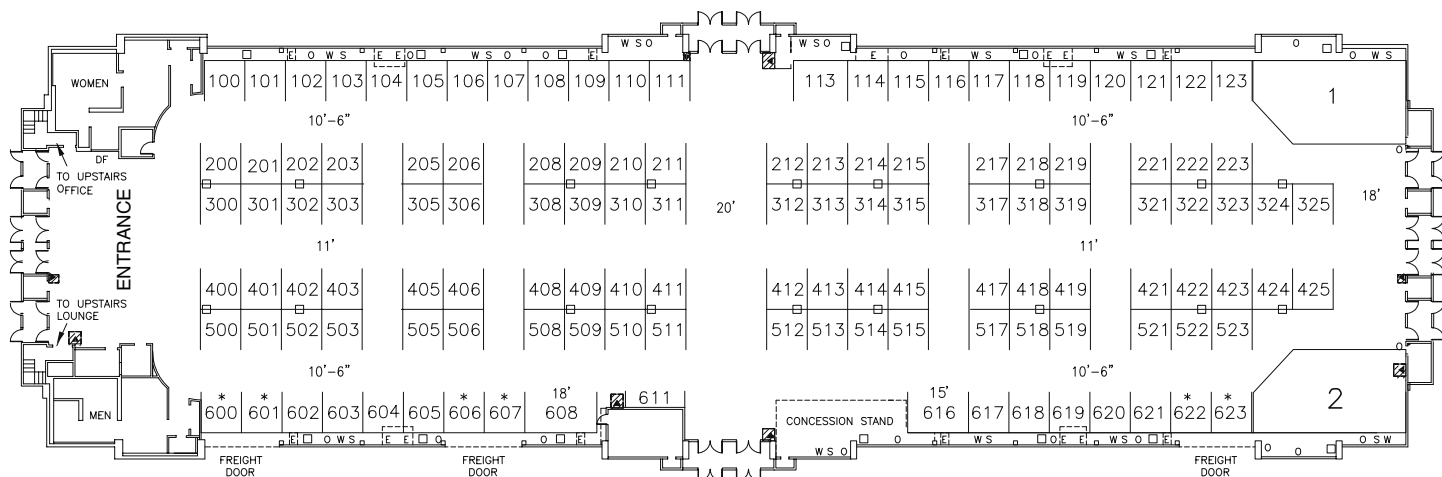 W S O
W S O
O
E O W S E E O W S O O E
E O E W S O E E W S E
O W S
WOMEN
100 101 102 103 104 105 106 107 108 109 110 111
113 114 115 116 117 118 119 120 121 122 123
1
10'-6"
10'-6"
DF
TO UPSTAIRS
OFFICE
200 201 202 203 205 206 208 209 210 211
212 213 214 215 217 218 219 221 222 223
O
300 301 302 303 305 306 308 309 310 311
312 313 314 315 317 318 319 321 322 323 324 325
20'
18'
ENTRANCE
11'
11'
400 401 402 403 405 406 408 409 410 411
412 413 414 415 417 418 419 421 422 423 424 425
TO UPSTAIRS
LOUNGE
500 501 502 503 505 506 508 509 510 511
512 513 514 515 517 518 519 521 522 523
O
10'-6"
10'-6"
* * * * 18'
15' * *
600 601 602 603 604 605 606 607 608 611
616 617 618 619 620 621 622 623
2
MEN
CONCESSION STAND
E O W S E E O O E
O E W S O E E W S E
O S W
W S O
O O
FREIGHT
DOOR
FREIGHT
DOOR
FREIGHT
DOOR